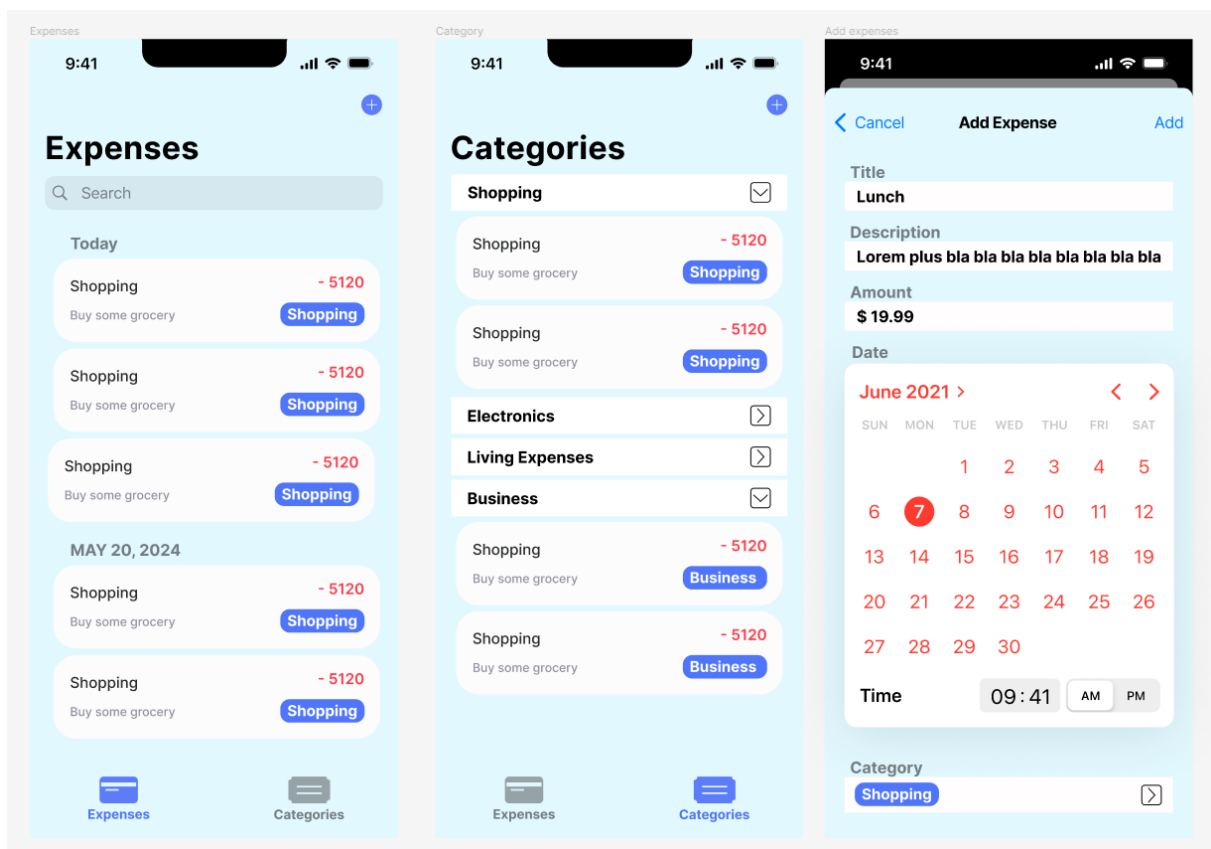 Expenses
9:41
Expenses
Search
Today
Shopping
- 5120
Buy some grocery
Shopping
Shopping
- 5120
Buy some grocery
Shopping
Shopping
- 5120
Buy some grocery
Shopping
MAY 20, 2024
Shopping
- 5120
Buy some grocery
Shopping
Shopping
- 5120
Buy some grocery
Shopping
Expenses
Categories
Category
9:41
Categories
Shopping
Shopping
- 5120
Buy some grocery
Shopping
Shopping
- 5120
Buy some grocery
Shopping
Electronics
Living Expenses
Business
Shopping
- 5120
Buy some grocery
Business
Shopping
- 5120
Buy some grocery
Business
Expenses
Categories
Add expenses
9:41
Cancel
Add Expense
Add
Title
Lunch
Description
Lorem plus bla bla bla bla bla bla bla bla
Amount
$ 19.99
Date
June 2021
SUN MON TUE WED THU FRI SAT
1 2 3 4 5
6 7 8 9 10 11 12
13 14 15 16 17 18 19
20 21 22 23 24 25 26
27 28 29 30
Time
09:41
AM
PM
Category
Shopping